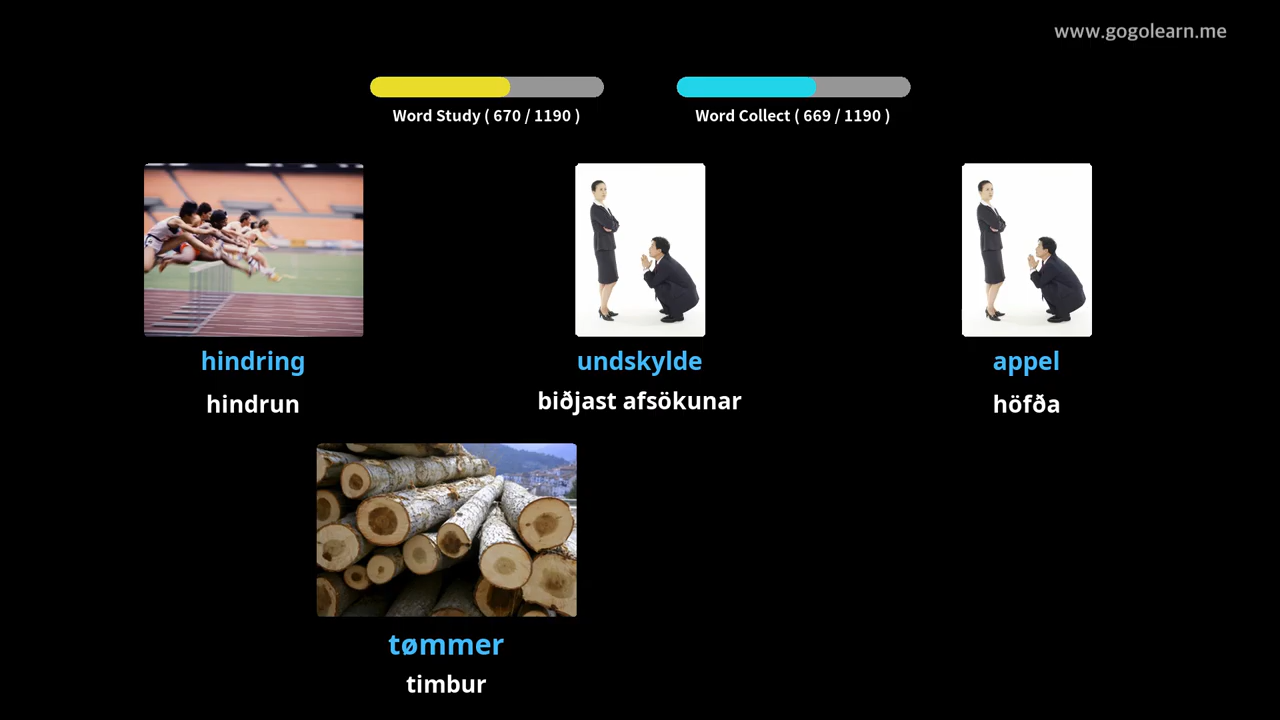 www.gogolearn.me
Word Study ( 670 / 1190 )
Word Collect ( 669 / 1190 )
hindring
undskylde
appel
hindrun
biðjast afsökunar
höfða
tømmer
timbur